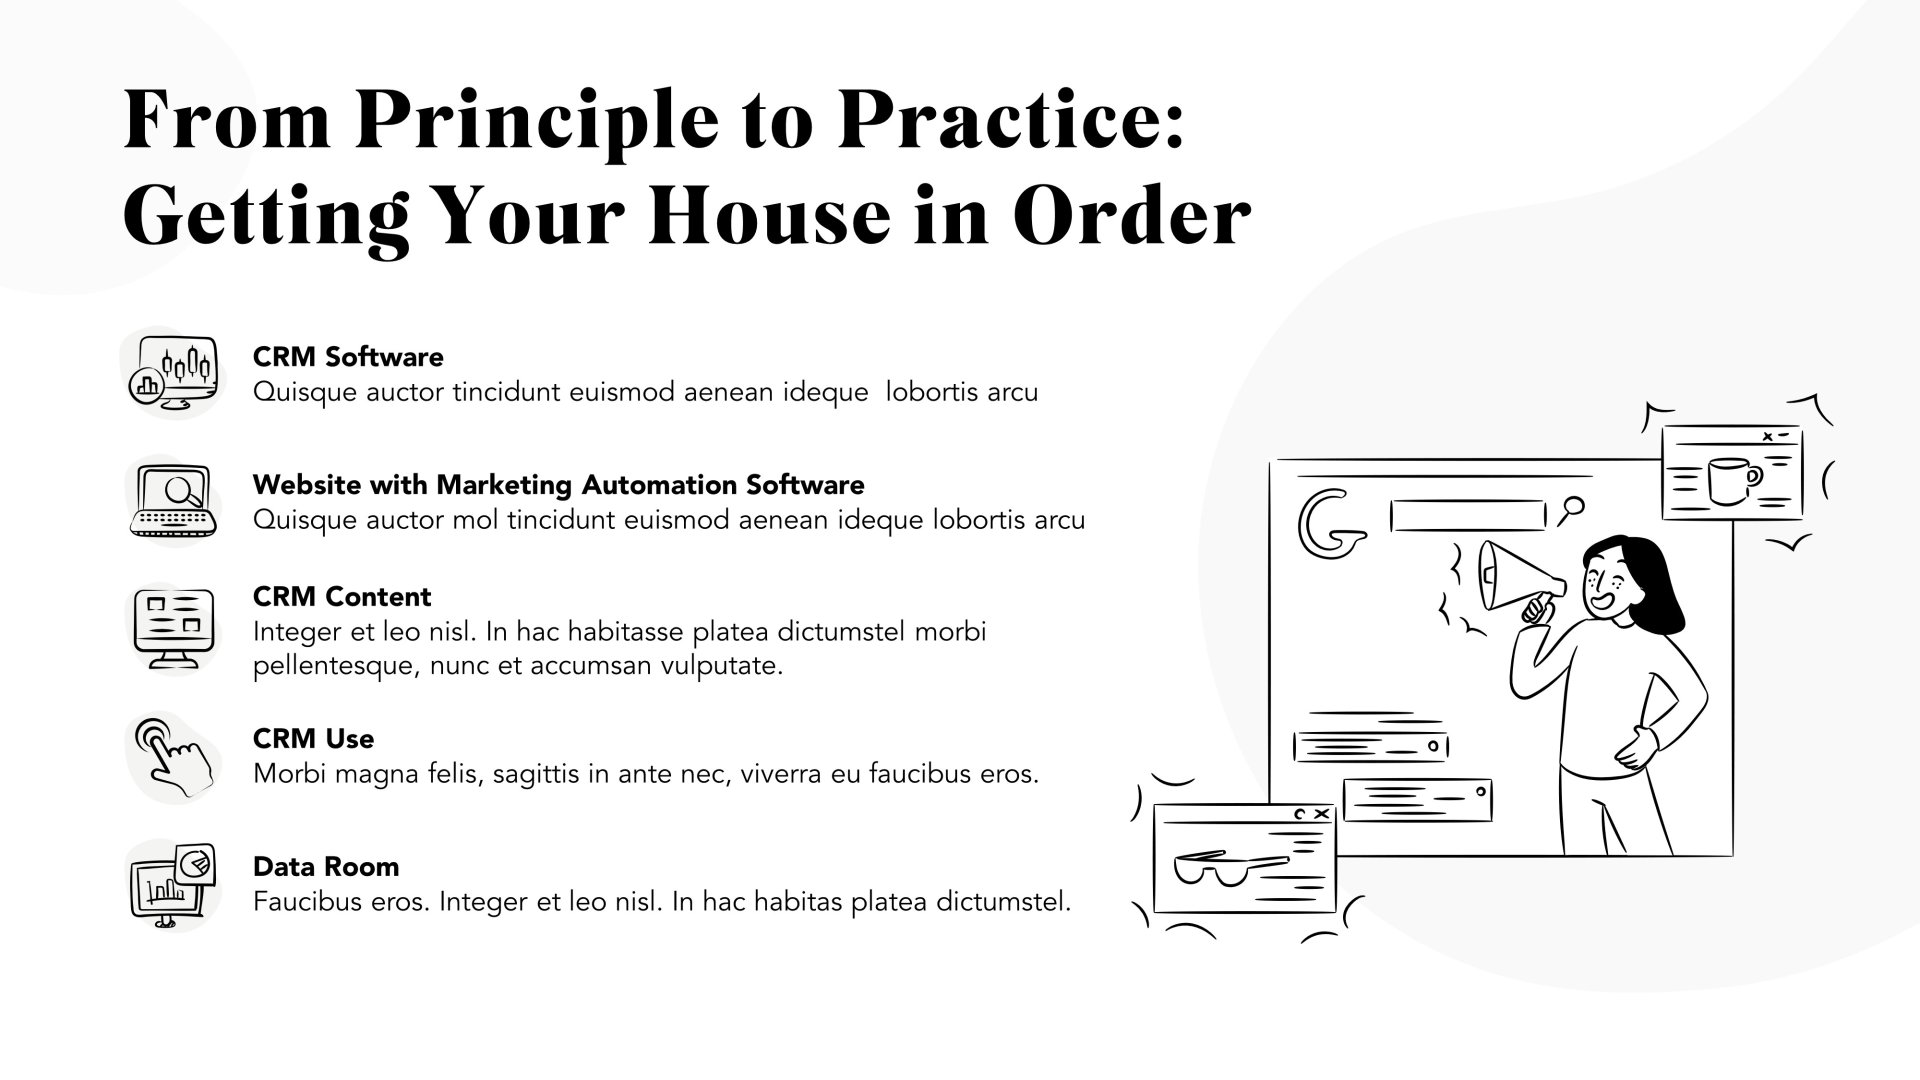 From Principle to Practice:
Getting Your House in Order
CRM Software
Quisque auctor tincidunt euismod aenean ideque  lobortis arcu
Website with Marketing Automation Software
Quisque auctor mol tincidunt euismod aenean ideque lobortis arcu
CRM Content
Integer et leo nisl. In hac habitasse platea dictumstel morbi
pellentesque, nunc et accumsan vulputate.
CRM Use
Morbi magna felis, sagittis in ante nec, viverra eu faucibus eros.
Data Room
Faucibus eros. Integer et leo nisl. In hac habitas platea dictumstel.
G